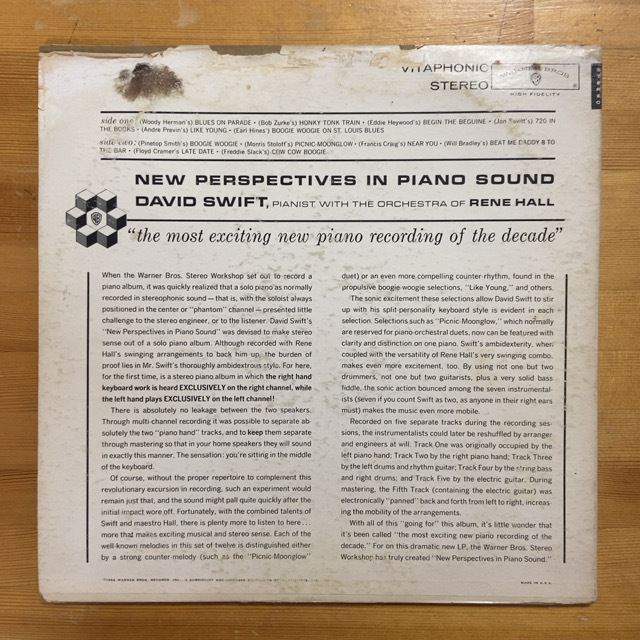 VITAPHONIC
STEREO
WARNER BROS
HIGH FIDELITY
STEREO
side one: (Woody Herman's) BLUES ON PARADE • (Bob Zurke's) HONKY TONK TRAIN • (Eddie Heywood's) BEGIN THE BEGUINE • (Jan Savitt's) 720 IN
THE BOOKS • (Andre Previn's) LIKE YOUNG • (Earl Hines') BOOGIE WOOGIE ON ST. LOUIS BLUES
side two: (Pinetop Smith's) BOOGIE WOOGIE • (Morris Stoloff's) PICNIC-MOONGLOW • (Francis Craig's) NEAR YOU • (Will Bradley's) BEAT ME DADDY 8 TO
THE BAR • (Floyd Cramer's) LATE DATE • (Freddie Slack's) COW COW BOOGIE
NEW PERSPECTIVES IN PIANO SOUND
DAVID SWIFT, PIANIST WITH THE ORCHESTRA OF RENE HALL
"the most exciting new piano recording of the decade"
When the Warner Bros. Stereo Workshop set out to record a
piano album, it was quickly realized that a solo piano as normally
recorded in stereophonic sound — that is, with the soloist always
positioned in the center or "phantom" channel — presented little
challenge to the stereo engineer, or to the listener. David Swift's
"New Perspectives in Piano Sound" was devised to make stereo
sense out of a solo piano album. Although recorded with Rene
Hall's swinging arrangements to back him up, the burden of
proof lies in Mr. Swift's thoroughly ambidextrous style. For here,
for the first time, is a stereo piano album in which the right hand
keyboard work is heard EXCLUSIVELY on the right channel, while
the left hand plays EXCLUSIVELY on the left channel!
There is absolutely no leakage between the two speakers.
Through multi-channel recording it was possible to separate ab-
solutely the two "piano hand" tracks, and to keep them separate
through mastering so that in your home speakers they will sound
in exactly this manner. The sensation: you're sitting in the middle
of the keyboard.
Of course, without the proper repertoire to complement this
revolutionary excursion in recording, such an experiment would
remain just that, and the sound might pall quite quickly after the
initial impact wore off. Fortunately, with the combined talents of
Swift and maestro Hall, there is plenty more to listen to here...
more that makes exciting musical and stereo sense. Each of the
well-known melodies in this set of twelve is distinguished either
by a strong counter-melody (such as the "Picnic-Moonglow"
duet) or an even more compelling counter-rhythm, found in the
propulsive boogie-woogie selections, "Like Young," and others.
The sonic excitement these selections allow David Swift to stir
up with his split-personality keyboard style is evident in each
selection. Selections such as "Picnic-Moonglow," which normally
are reserved for piano-orchestral duets, now can be featured with
clarity and distinction on one piano. Swift's ambidexterity, when
coupled with the versatility of Rene Hall's very swinging combo,
makes even more excitement, too. By using not one but two
drummers, not one but two guitarists, plus a very solid bass
fiddle, the sonic action bounced among the seven instrumental-
ists (seven if you count Swift as two, as anyone in their right ears
must) makes the music even more mobile.
Recorded on five separate tracks during the recording ses-
sions, the instrumentalists could later be reshuffled by arranger
and engineers at will. Track One was originally occupied by the
left piano hand; Track Two by the right piano hand; Track Three
by the left drums and rhythm guitar; Track Four by the string bass
and right drums; and Track Five by the electric guitar. During
mastering, the Fifth Track (containing the electric guitar) was
electronically "panned" back and forth from left to right, increas-
ing the mobility of the arrangements.
With all of this "going for" this album, it's little wonder that
it's been called "the most exciting new piano recording of the
decade." For on this dramatic new LP, the Warner Bros. Stereo
Workshop has truly created "New Perspectives in Piano Sound."
WARNER BROS. RECORDS, INC.
MADE IN U.S.A.